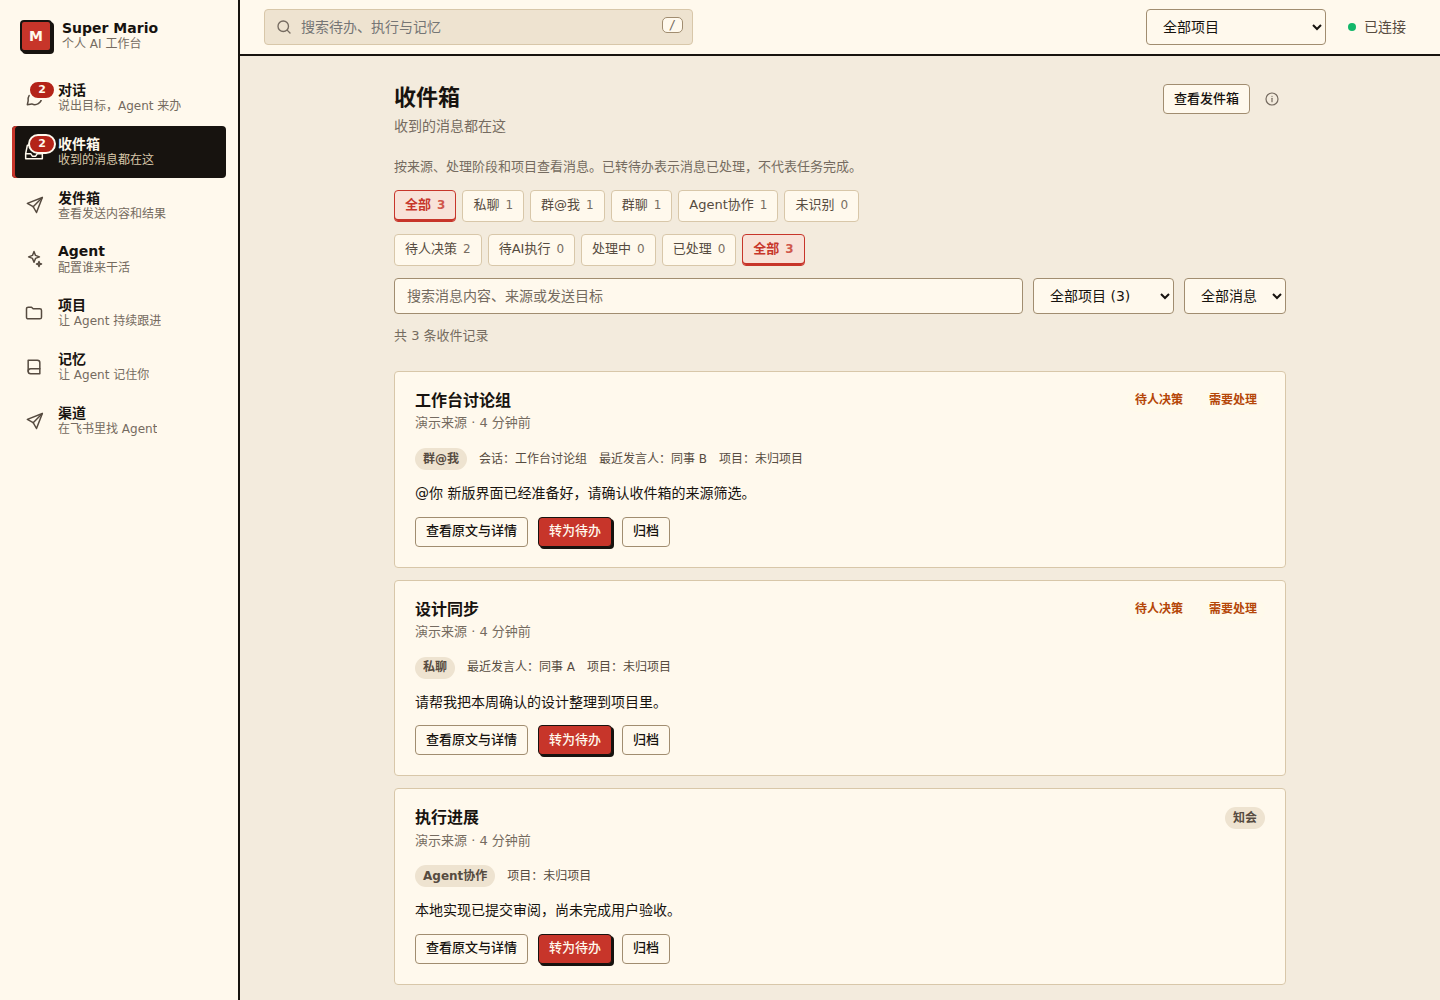 M
Super Mario
个人 AI 工作台
2
对话
说出目标，Agent 来办
2
收件箱
收到的消息都在这
发件箱
查看发送内容和结果
Agent
配置谁来干活
项目
让 Agent 持续跟进
记忆
让 Agent 记住你
渠道
在飞书里找 Agent
搜索待办、执行与记忆
/
全部项目
已连接
收件箱
收到的消息都在这
查看发件箱
按来源、处理阶段和项目查看消息。已转待办表示消息已处理，不代表任务完成。
全部 3 私聊 1 群@我 1 群聊 1 Agent协作 1 未识别 0
待人决策 2 待AI执行 0 处理中 0 已处理 0 全部 3
搜索消息内容、来源或发送目标
全部项目 (3)
全部消息
共 3 条收件记录
工作台讨论组
待人决策 需要处理
演示来源 · 4 分钟前
群@我 会话：工作台讨论组 最近发言人：同事 B 项目：未归项目
@你 新版界面已经准备好，请确认收件箱的来源筛选。
查看原文与详情 转为待办 归档
设计同步
待人决策 需要处理
演示来源 · 4 分钟前
私聊 最近发言人：同事 A 项目：未归项目
请帮我把本周确认的设计整理到项目里。
查看原文与详情 转为待办 归档
执行进展
知会
演示来源 · 4 分钟前
Agent协作 项目：未归项目
本地实现已提交审阅，尚未完成用户验收。
查看原文与详情 转为待办 归档